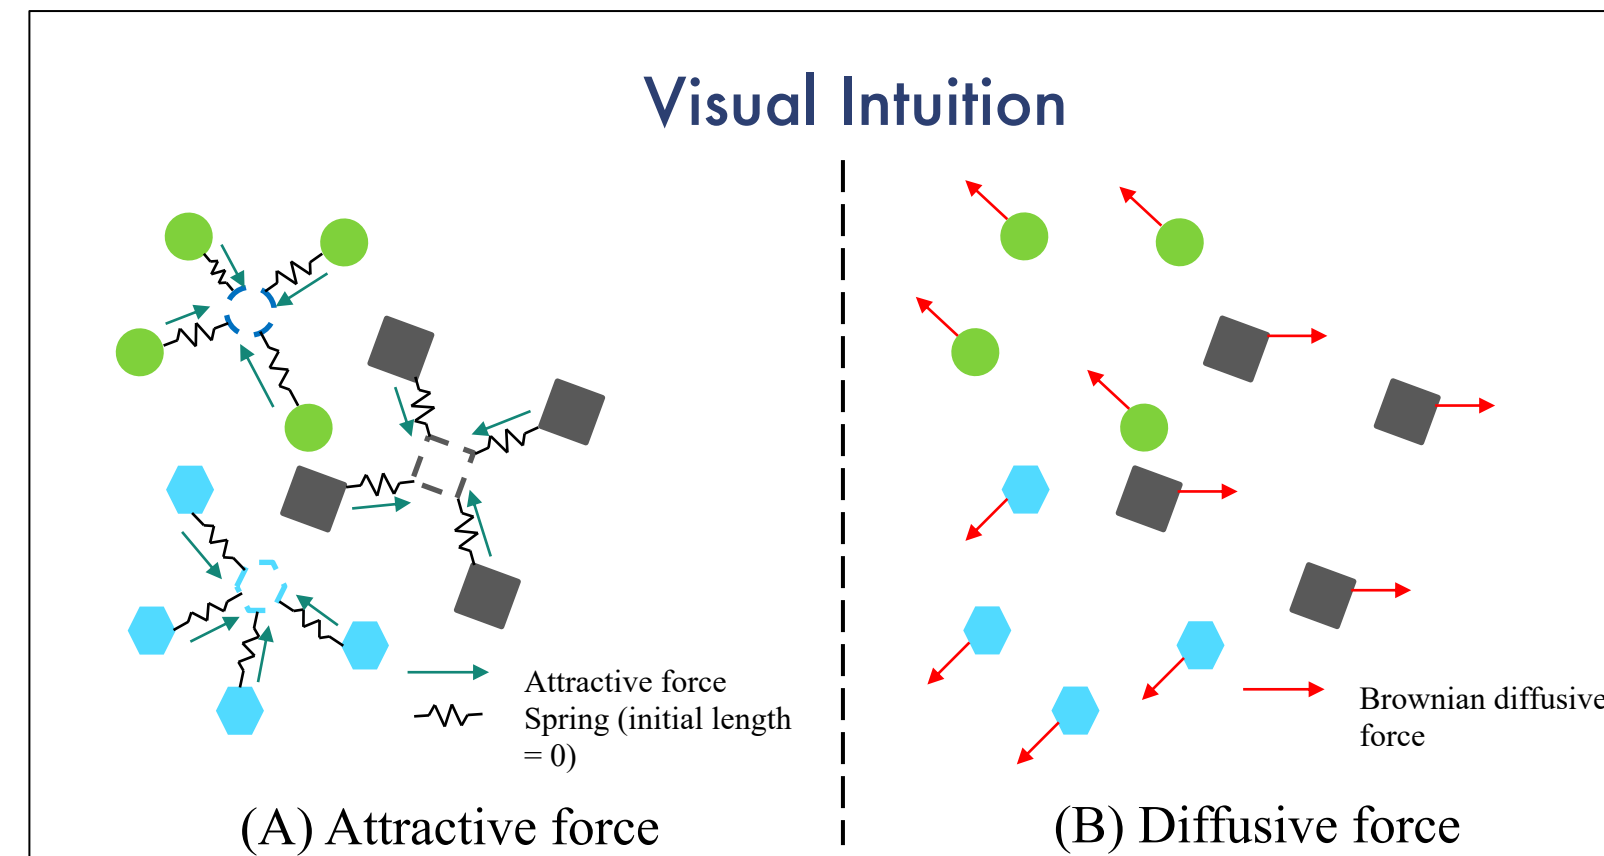 Visual Intuition
Attractive force
Spring (initial length
= 0)
Brownian diffusive
force
(A) Attractive force
(B) Diffusive force